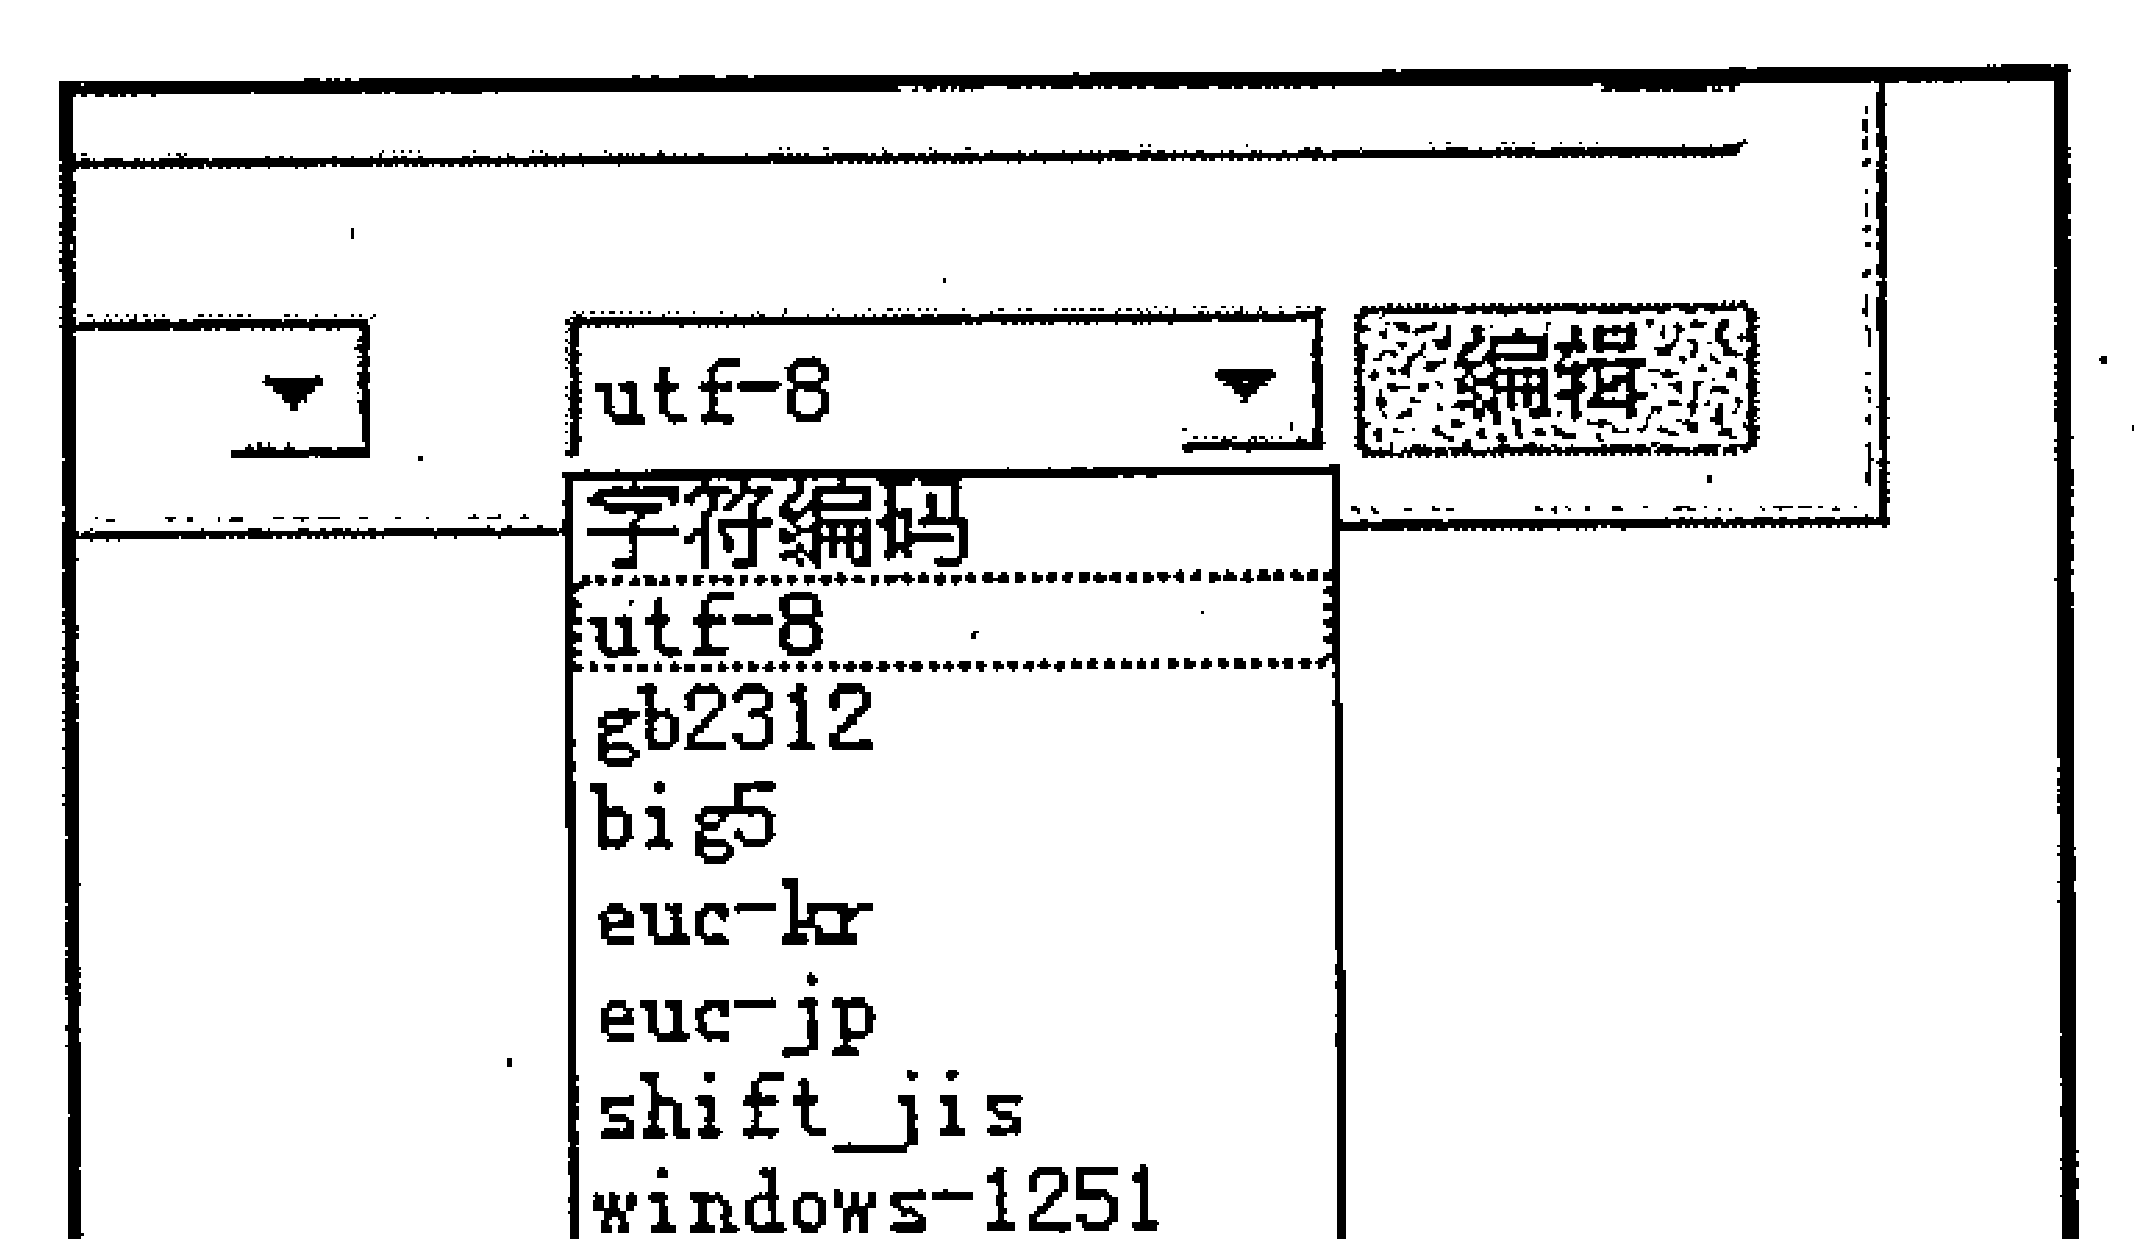 utf-8 编辑
字符编码
utf-8
gb2312
big5
euc-kr
euc-jp
shift_jis
windows-1251